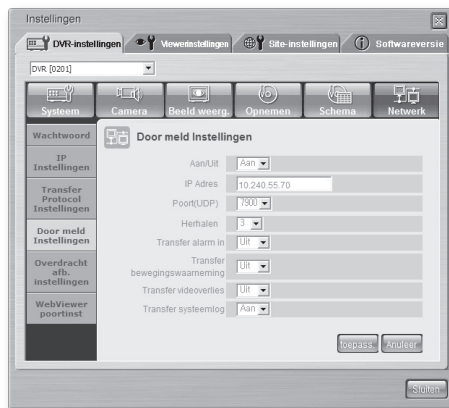 Instellingen
DVR-instellingen Viewerinstellingen Site-instellingen Softwareversie
DVR [0201]
Systeem Camera Beeld weerg. Opnemen Schema Netwerk
Wachtwoord
IP
Instellingen
Transfer
Protocol
Instellingen
Door meld
Instellingen
Overdracht
afb.
instellingen
WebViewer
poortinst
Door meld Instellingen
Aan/Uit Aan
IP Adres 10.240.55.70
Poort(UDP) 7900
Herhalen 3
Transfer alarm in Uit
Transfer
bewegingswaarneming Uit
Transfer videoverlies Uit
Transfer systeemlog Aan
toepass. Anuleer
Sluiten